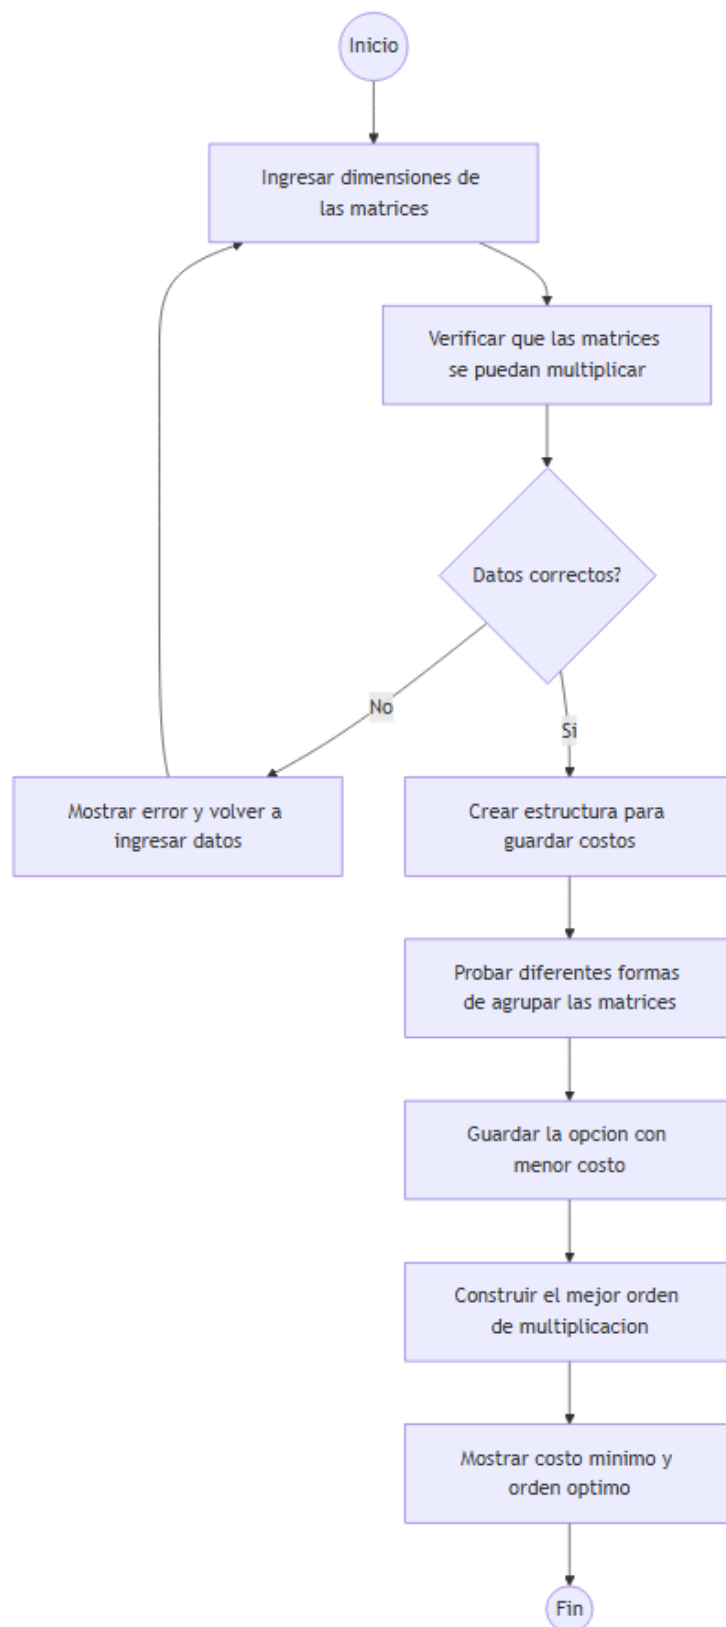 Inicio
Ingresar dimensiones de
las matrices
Verificar que las matrices
se puedan multiplicar
Datos correctos?
No
Si
Mostrar error y volver a
ingresar datos
Crear estructura para
guardar costos
Probar diferentes formas
de agrupar las matrices
Guardar la opcion con
menor costo
Construir el mejor orden
de multiplicacion
Mostrar costo minimo y
orden optimo
Fin